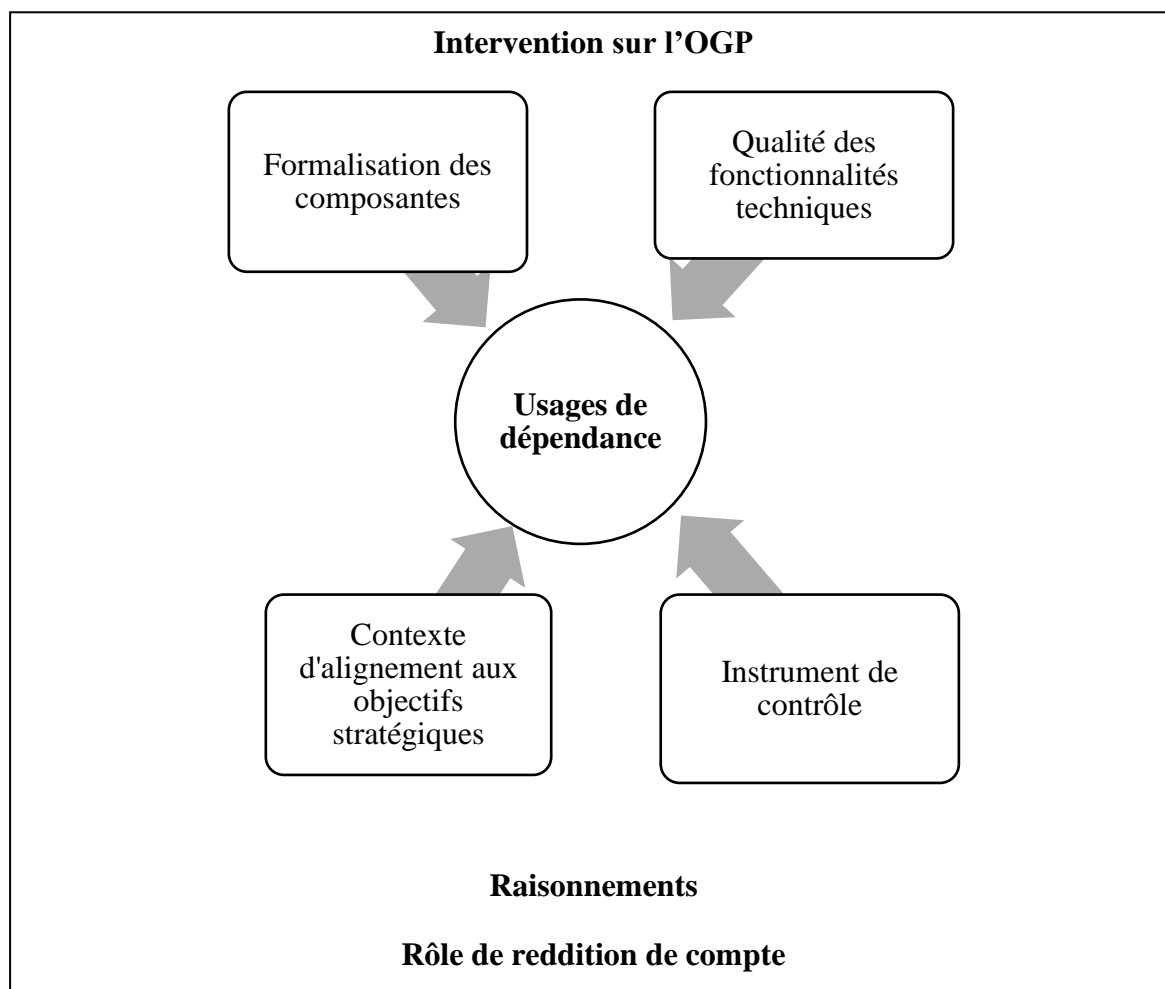 Intervention sur l’OGP
Formalisation des
composantes
Qualité des
fonctionnalités
techniques
Usages de
dépendance
Contexte
d'alignement aux
objectifs
stratégiques
Instrument de
contrôle
Raisonnements
Rôle de reddition de compte